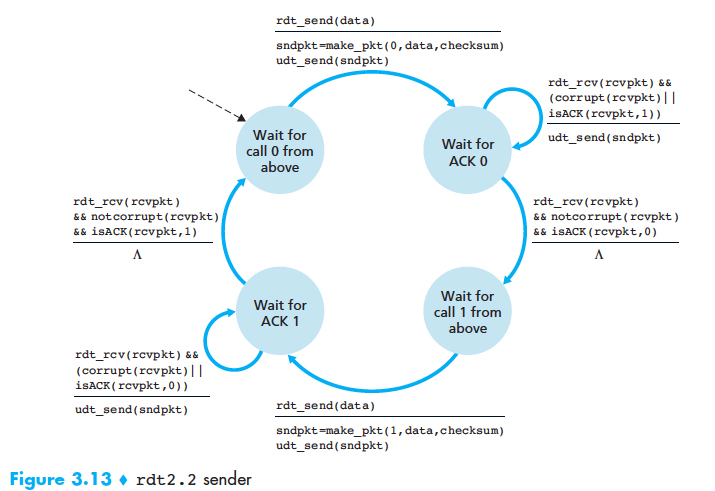 rdt_send(data)
sndpkt=make_pkt(0,data,checksum)
udt_send(sndpkt)
rdt_rcv(rcvpkt) &&
(corrupt(rcvpkt)||
isACK(rcvpkt,1))
udt_send(sndpkt)
Wait for
call 0 from
above
Wait for
ACK 0
rdt_rcv(rcvpkt)
&& notcorrupt(rcvpkt)
&& isACK(rcvpkt,1)
Λ
rdt_rcv(rcvpkt)
&& notcorrupt(rcvpkt)
&& isACK(rcvpkt,0)
Λ
Wait for
ACK 1
Wait for
call 1 from
above
rdt_rcv(rcvpkt) &&
(corrupt(rcvpkt)||
isACK(rcvpkt,0))
udt_send(sndpkt)
rdt_send(data)
sndpkt=make_pkt(1,data,checksum)
udt_send(sndpkt)
Figure 3.13 ♦ rdt2.2 sender